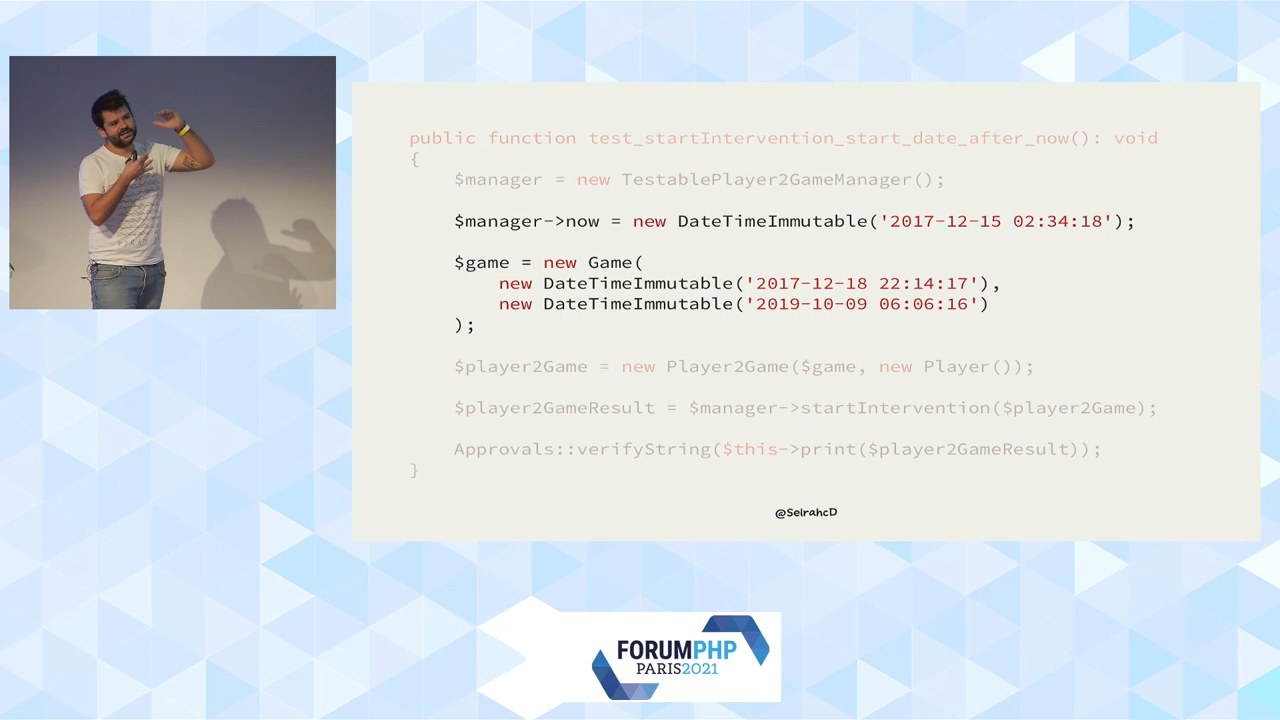 public function test_startIntervention_start_date_after_now(): void
{
    $manager = new TestablePlayer2GameManager();
    $manager->now = new DateTimeImmutable('2017-12-15 02:34:18');
    $game = new Game(
        new DateTimeImmutable('2017-12-18 22:14:17'),
        new DateTimeImmutable('2019-10-09 06:06:16')
    );
    $player2Game = new Player2Game($game, new Player());
    $player2GameResult = $manager->startIntervention($player2Game);
    Approvals::verifyString($this->print($player2GameResult));
}
@SelrahcD
FORUMPHP
PARIS2021